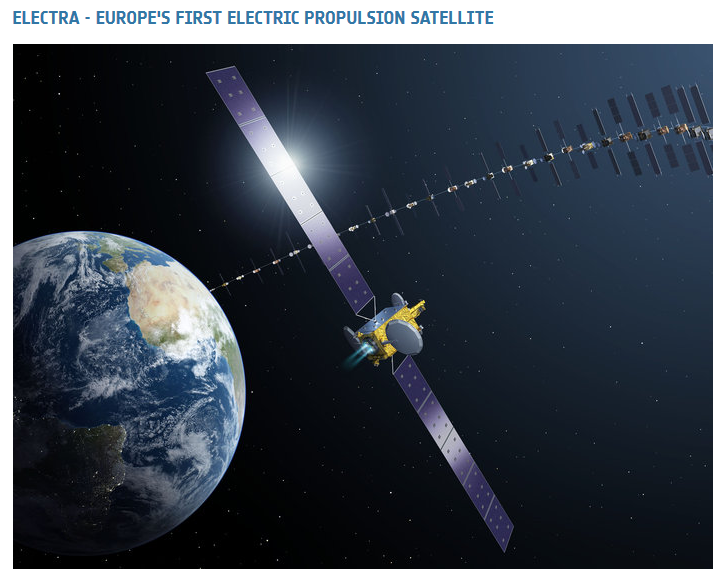 ELECTRA - EUROPE'S FIRST ELECTRIC PROPULSION SATELLITE